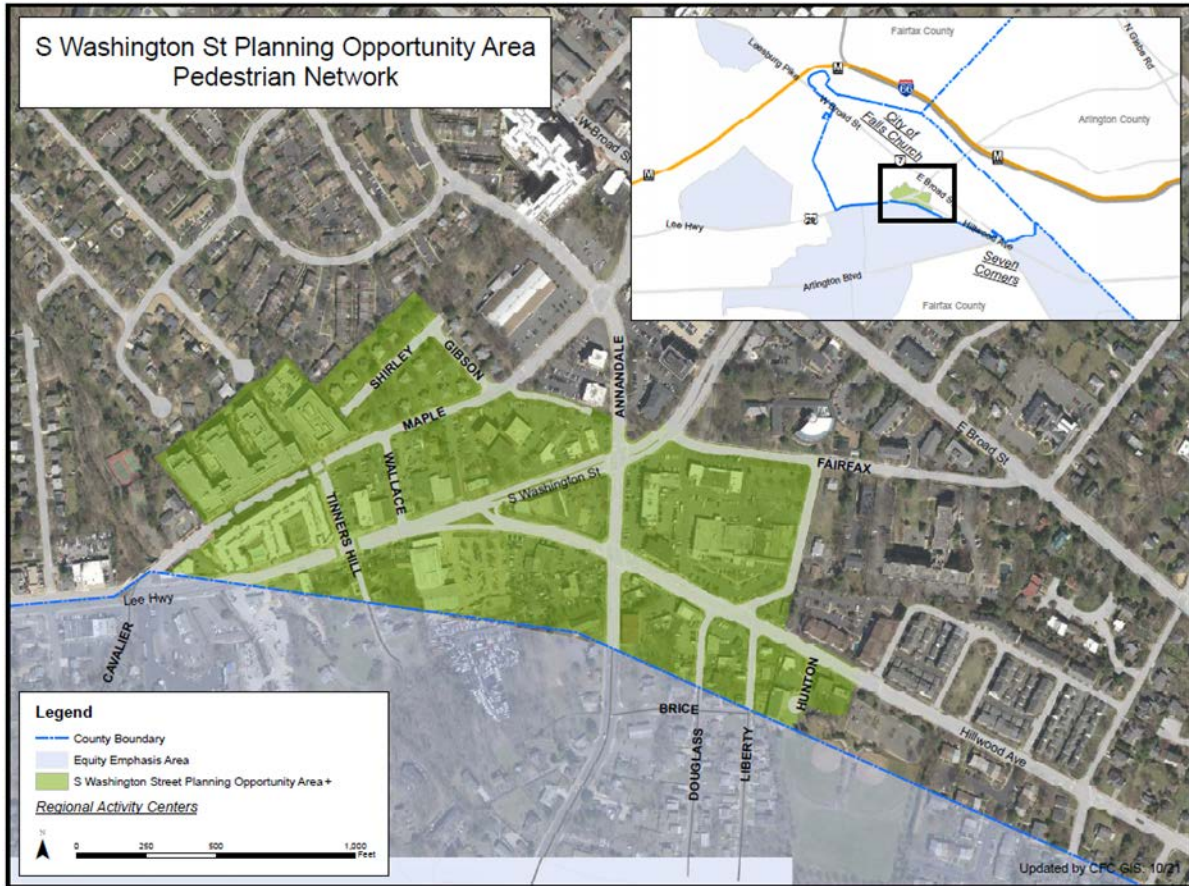 S Washington St Planning Opportunity Area
Pedestrian Network
Fairfax County
N Glebe Rd
Leesburg Pike
M
66
W Broad St
City of
Falls Church
Arlington County
M
M
7
E Broad St
29
Lee Hwy
Hillwood Ave
Seven
Corners
Arlington Blvd
Fairfax County
W Broad St
SHIRLEY
GIBSON
ANNANDALE
MAPLE
WALLACE
S Washington St
FAIRFAX
E Broad St
TINNERS HILL
Lee Hwy
CAVALIER
HUNTON
BRICE
DOUGLASS
LIBERTY
Hillwood Ave
Legend
County Boundary
Equity Emphasis Area
S Washington Street Planning Opportunity Area+
Regional Activity Centers
N
0 250 500 1,000
Feet
Updated by CFC GIS: 10/21